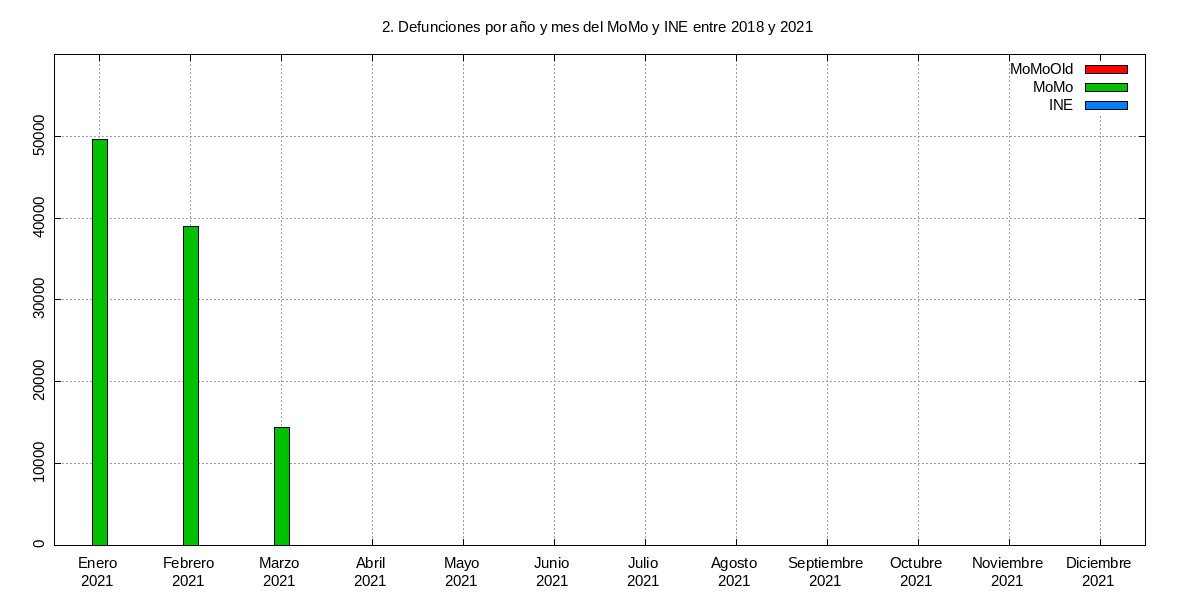 2. Defunciones por año y mes del MoMo y INE entre 2018 y 2021
MoMoOld
MoMo
INE
50000
40000
30000
20000
10000
0
Enero Febrero Marzo Abril Mayo Junio Julio Agosto Septiembre Octubre Noviembre Diciembre
2021 2021 2021 2021 2021 2021 2021 2021 2021 2021 2021 2021